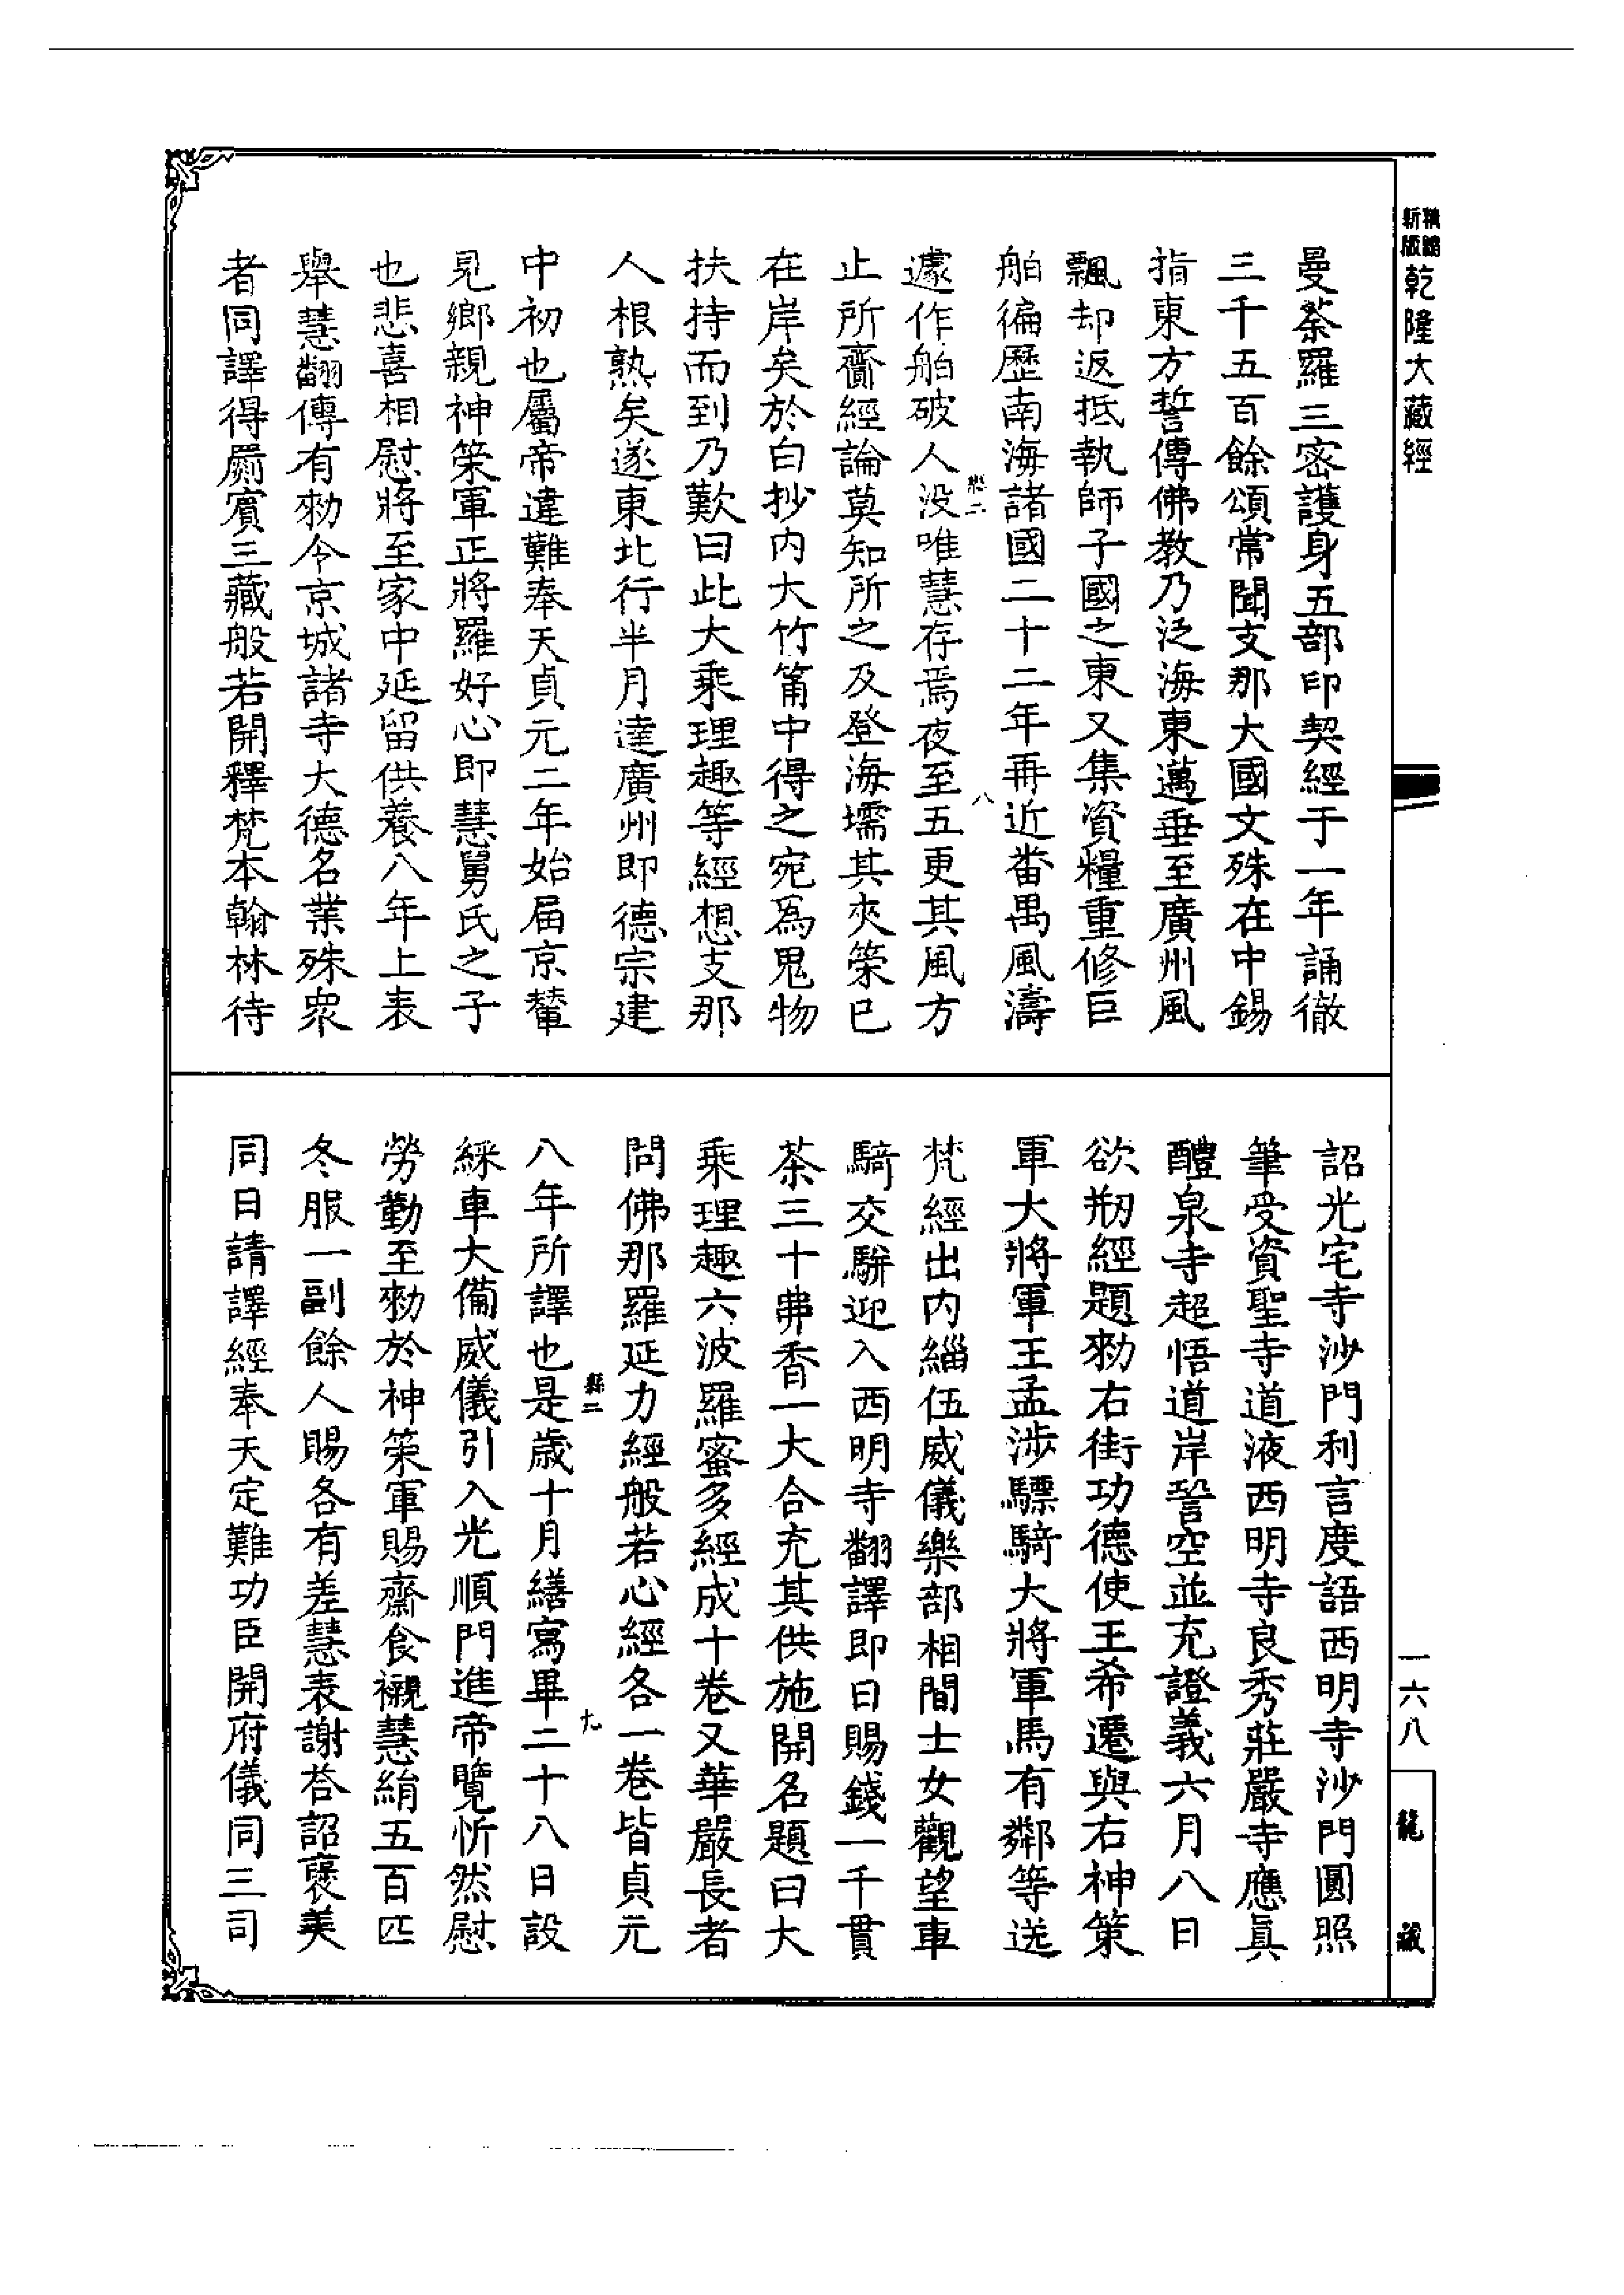 精縮
新版
乾隆大藏經
曼荼羅三密護身五部印契經于一年誦徹
三千五百餘頌常聞支那大國文殊在中錫
指東方誓傳佛教乃泛海東邁垂至廣州風
飄却返抵執師子國之東又集資糧重修巨
舶徧歷南海諸國二十二年再近畨禺風濤
遽作舶破人没唯慧存焉夜至五更其風方
止所齎經論莫知所之及登海壖其夾策已
在岸矣於白抄内大竹筩中得之宛爲鬼物
扶持而到乃歎曰此大乘理趣等經想支那
人根熟矣遂東北行半月達廣州即德宗建
中初也屬帝違難奉天貞元二年始届京輦
見鄉親神策軍正將羅好心即慧舅氏之子
也悲喜相慰將至家中延留供養八年上表
舉慧翻傳有勑令京城諸寺大德名業殊衆
者同譯得罽賓三藏般若開釋梵本翰林待
八
詔光宅寺沙門利言度語西明寺沙門圓照
筆受資聖寺道液西明寺良秀莊嚴寺應眞
醴泉寺超悟道岸䛒空並充證義六月八日
欲剏經題勑右街功德使王希遷與右神策
軍大將軍王孟涉驃騎大將軍馬有鄰等送
梵經出内緇伍威儀樂部相間士女觀望車
騎交駢迎入西明寺翻譯即日賜錢一千貫
茶三十弗香一大合充其供施開名題曰大
乘理趣六波羅蜜多經成十卷又華嚴長者
問佛那羅延力經般若心經各一卷皆貞元
八年所譯也是歲十月繕寫畢二十八日設
綵車大備威儀引入光順門進帝覽忻然慰
勞勤至勑於神策軍賜齋食嚫慧絹五百匹
冬服一副餘人賜各有差慧表謝荅詔褒美
同日請譯經奉天定難功臣開府儀同三司
九
一六八
龍藏